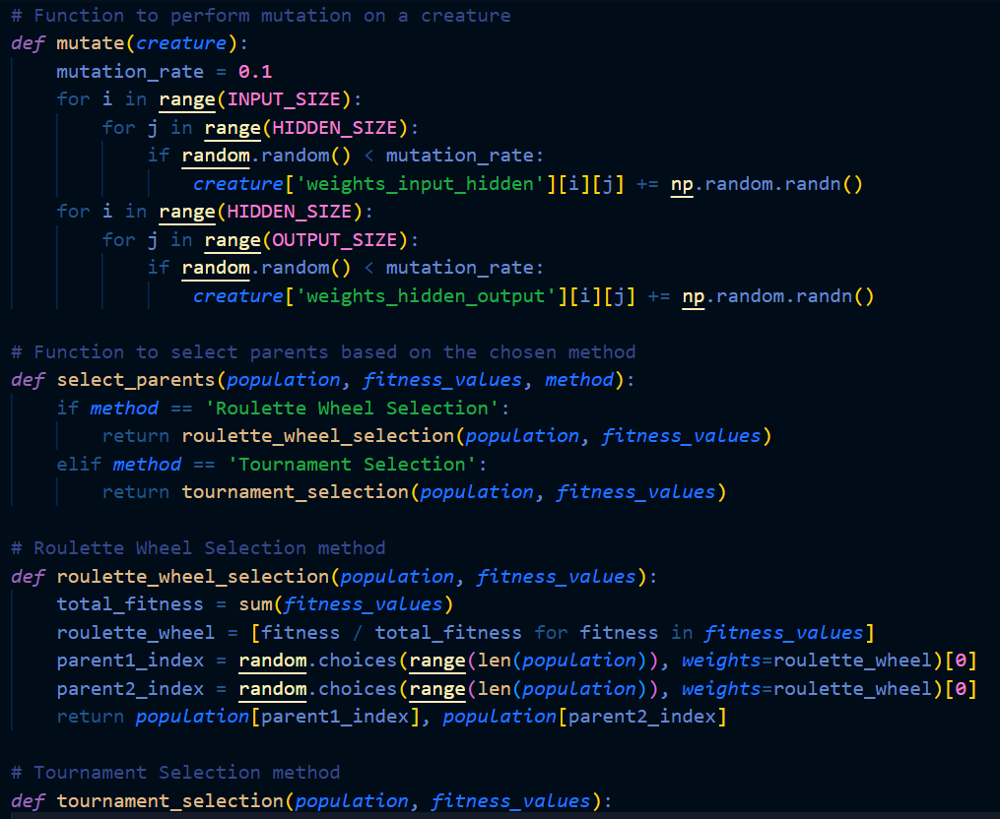 # Function to perform mutation on a creature
def mutate(creature):
    mutation_rate = 0.1
    for i in range(INPUT_SIZE):
        for j in range(HIDDEN_SIZE):
            if random.random() < mutation_rate:
                creature['weights_input_hidden'][i][j] += np.random.randn()
    for i in range(HIDDEN_SIZE):
        for j in range(OUTPUT_SIZE):
            if random.random() < mutation_rate:
                creature['weights_hidden_output'][i][j] += np.random.randn()

# Function to select parents based on the chosen method
def select_parents(population, fitness_values, method):
    if method == 'Roulette Wheel Selection':
        return roulette_wheel_selection(population, fitness_values)
    elif method == 'Tournament Selection':
        return tournament_selection(population, fitness_values)

# Roulette Wheel Selection method
def roulette_wheel_selection(population, fitness_values):
    total_fitness = sum(fitness_values)
    roulette_wheel = [fitness / total_fitness for fitness in fitness_values]
    parent1_index = random.choices(range(len(population)), weights=roulette_wheel)[0]
    parent2_index = random.choices(range(len(population)), weights=roulette_wheel)[0]
    return population[parent1_index], population[parent2_index]

# Tournament Selection method
def tournament_selection(population, fitness_values):